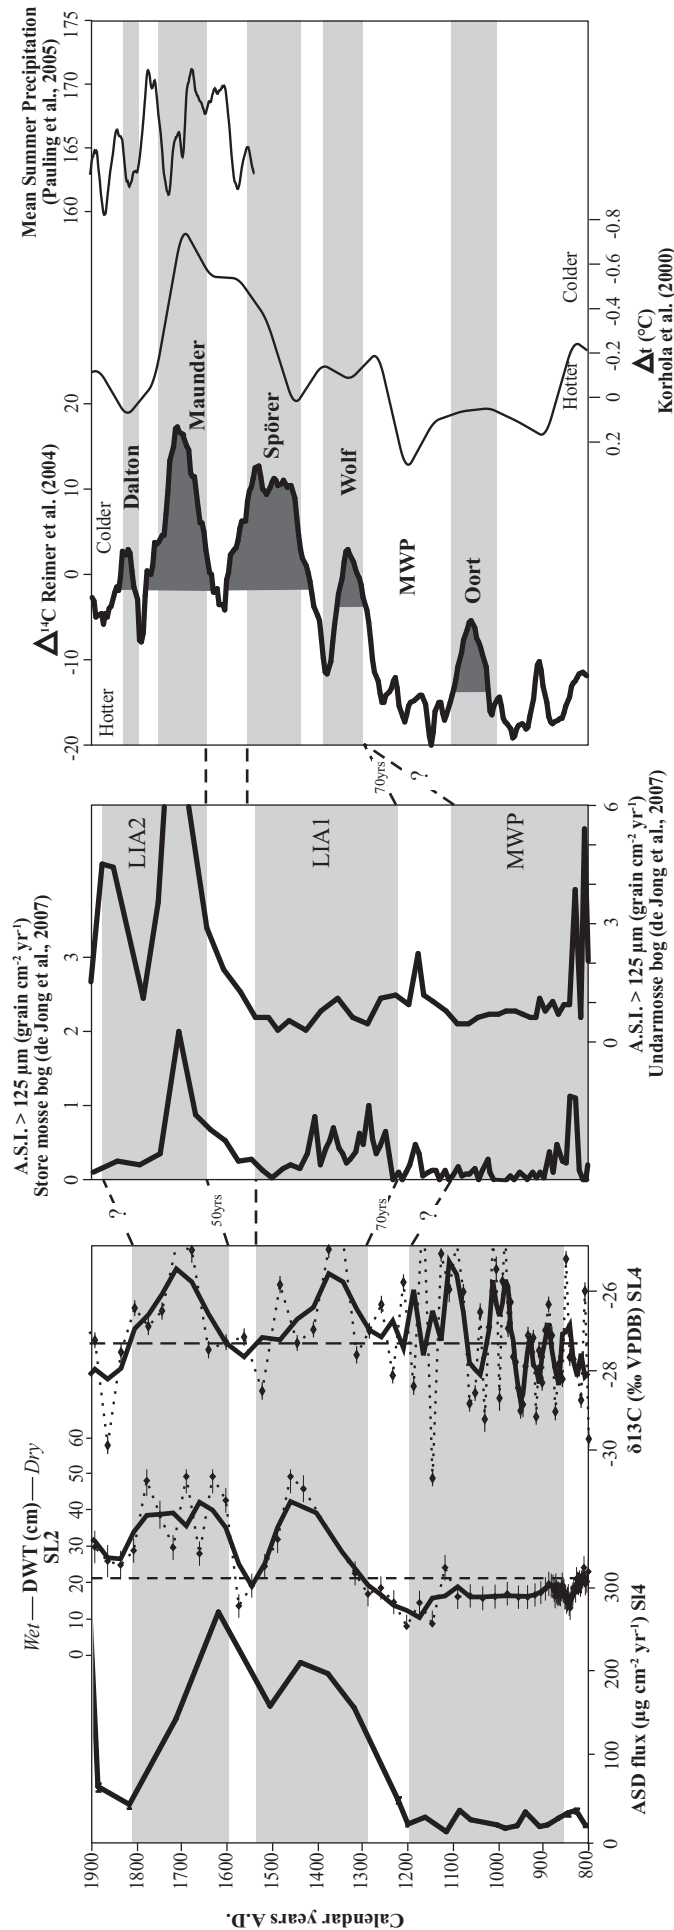 Mean Summer Precipitation
(Pauling et al., 2005)
160
165
170
175
Δt (°C)
Korhola et al. (2000)
0.2
0
-0.2
-0.4
-0.6
-0.8
Hotter
Colder
Δ¹⁴C Reimer et al. (2004)
-20
-10
0
10
20
Hotter
Colder
Dalton
Maunder
Spörer
Wolf
MWP
Oort
70yrs
?
A.S.I. > 125 µm (grain cm⁻² yr⁻¹)
Store mosse bog (de Jong et al., 2007)
0
1
2
3
LIA2
LIA1
MWP
0
3
6
A.S.I. > 125 µm (grain cm⁻² yr⁻¹)
Undarmosse bog (de Jong et al., 2007)
?
50yrs
70yrs
?
Wet — DWT (cm) — Dry
SL2
0
10
20
30
40
50
60
-30
-28
-26
δ13C (‰ VPDB) SL4
0
100
200
300
ASD flux (µg cm⁻² yr⁻¹) Sl4
1900
1800
1700
1600
1500
1400
1300
1200
1100
1000
900
800
Calendar years A.D.